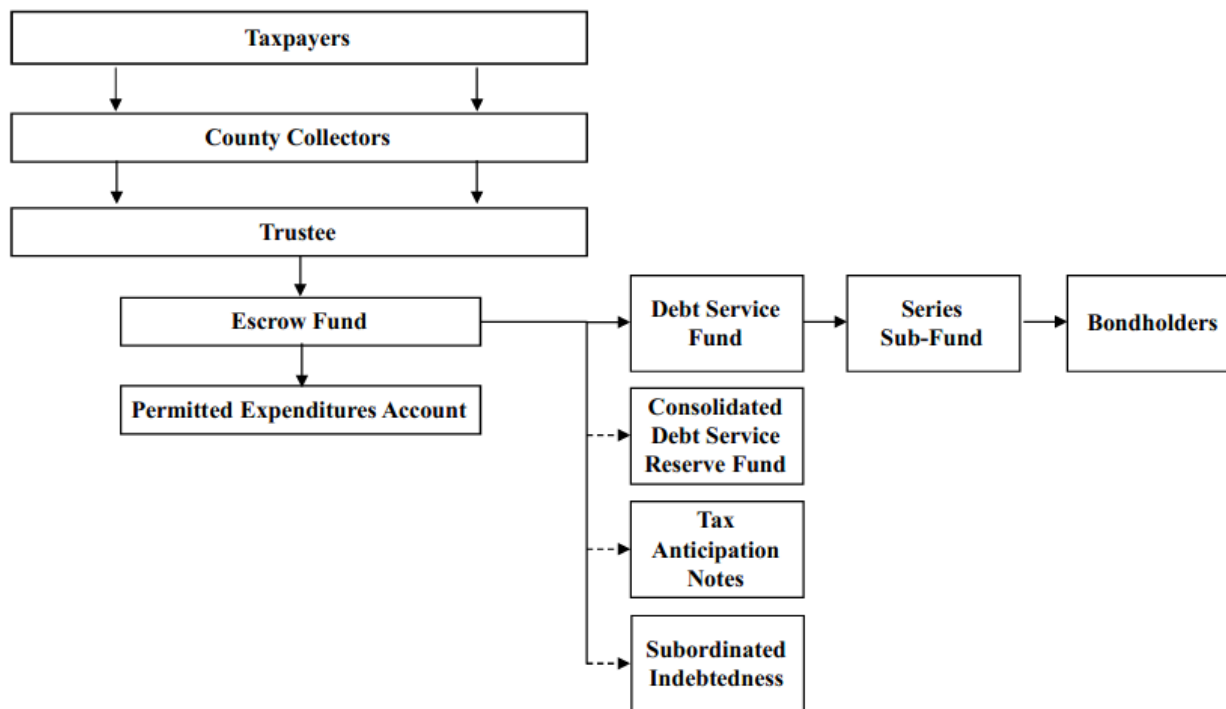 Taxpayers
County Collectors
Trustee
Escrow Fund
Permitted Expenditures Account
Debt Service
Fund
Series
Sub-Fund
Bondholders
Consolidated
Debt Service
Reserve Fund
Tax
Anticipation
Notes
Subordinated
Indebtedness